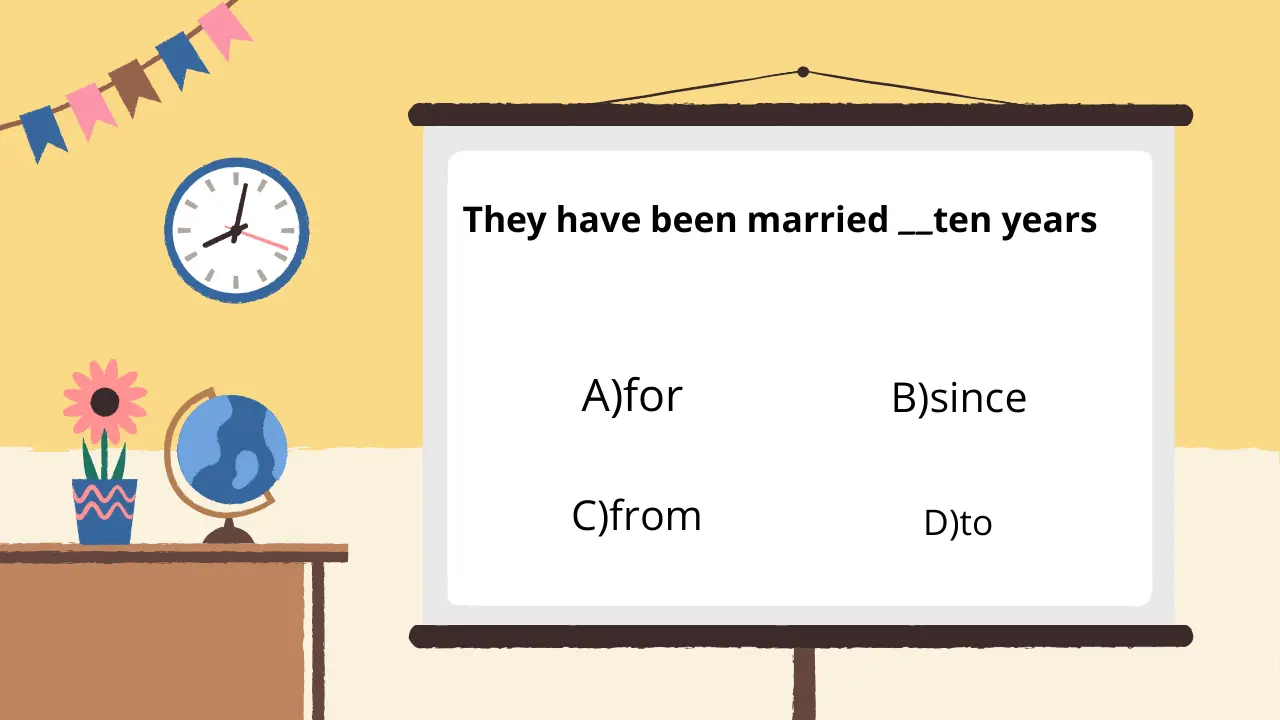 They have been married __ten years
A)for
B)since
C)from
D)to